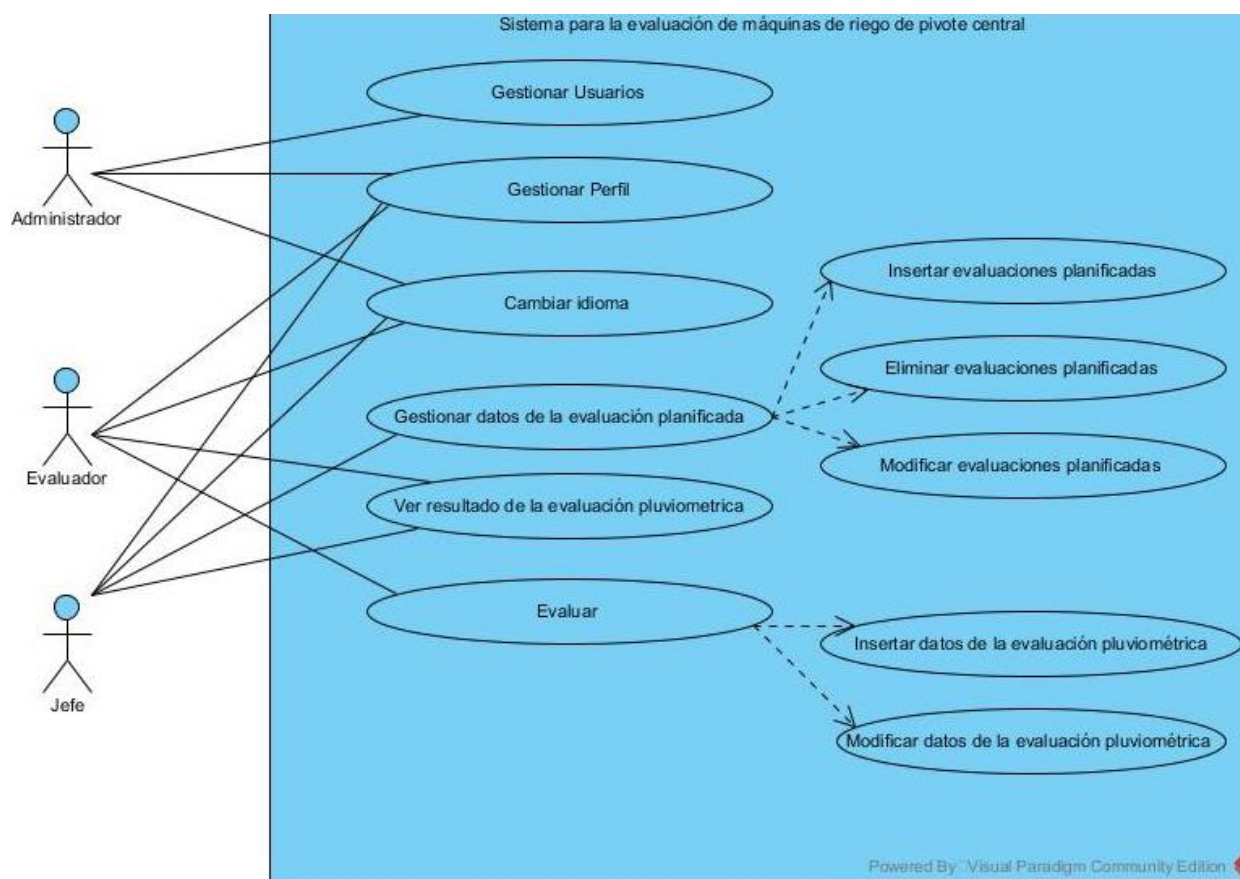 Sistema para la evaluación de máquinas de riego de pivote central
Gestionar Usuarios
Administrador
Gestionar Perfil
Cambiar idioma
Insertar evaluaciones planificadas
Eliminar evaluaciones planificadas
Evaluador
Gestionar datos de la evaluación planificada
Modificar evaluaciones planificadas
Ver resultado de la evaluación pluviometrica
Jefe
Evaluar
Insertar datos de la evaluación pluviométrica
Modificar datos de la evaluación pluviométrica
Powered By Visual Paradigm Community Edition